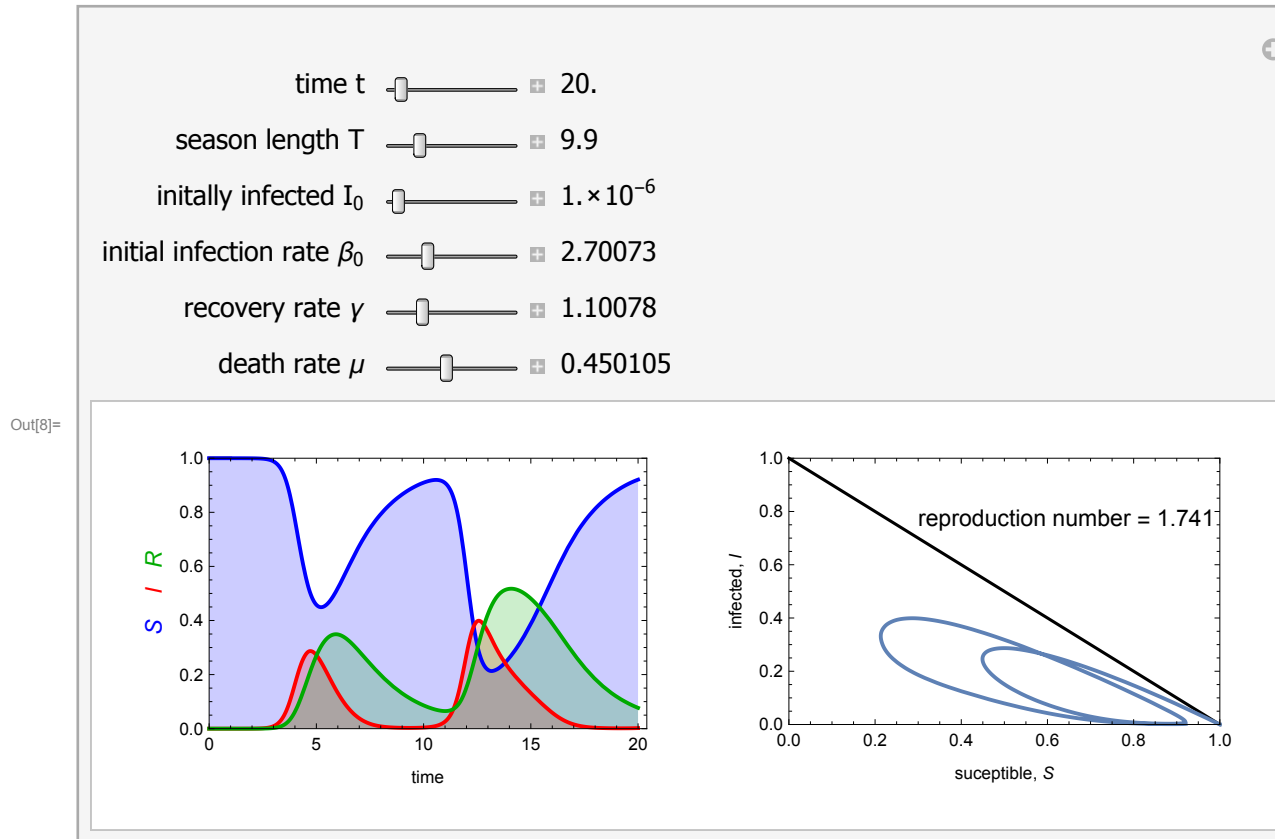 time t 20.
season length T 9.9
initally infected I₀ 1.×10⁻⁶
initial infection rate β₀ 2.70073
recovery rate γ 1.10078
death rate μ 0.450105
Out[8]=
S I R
1.0
0.8
0.6
0.4
0.2
0.0
0 5 10 15 20
time
infected, I
1.0
0.8
0.6
0.4
0.2
0.0
reproduction number = 1.741
0.0 0.2 0.4 0.6 0.8 1.0
suceptible, S